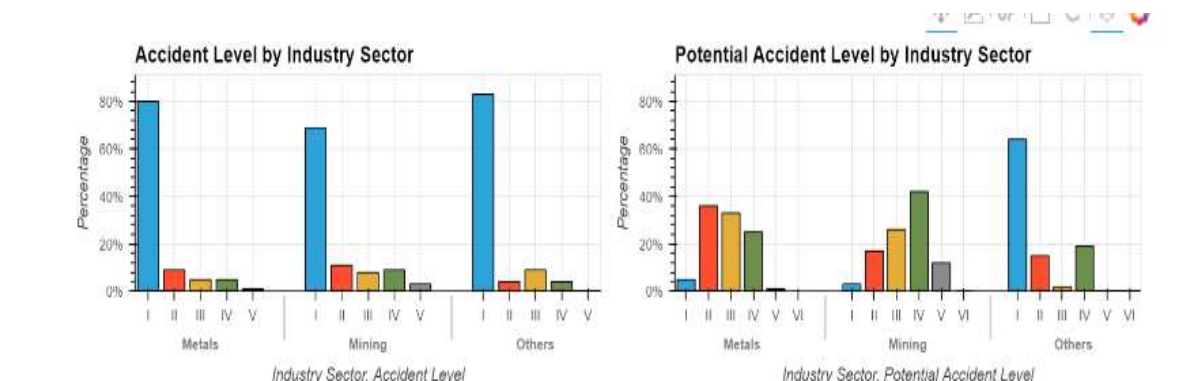 Accident Level by Industry Sector
Percentage
80%
60%
40%
20%
0%
I II III IV V I II III IV V I II III IV V
Metals Mining Others
Industry Sector, Accident Level
Potential Accident Level by Industry Sector
Percentage
80%
60%
40%
20%
0%
I II III IV V VI I II III IV V VI I II III IV V VI
Metals Mining Others
Industry Sector, Potential Accident Level